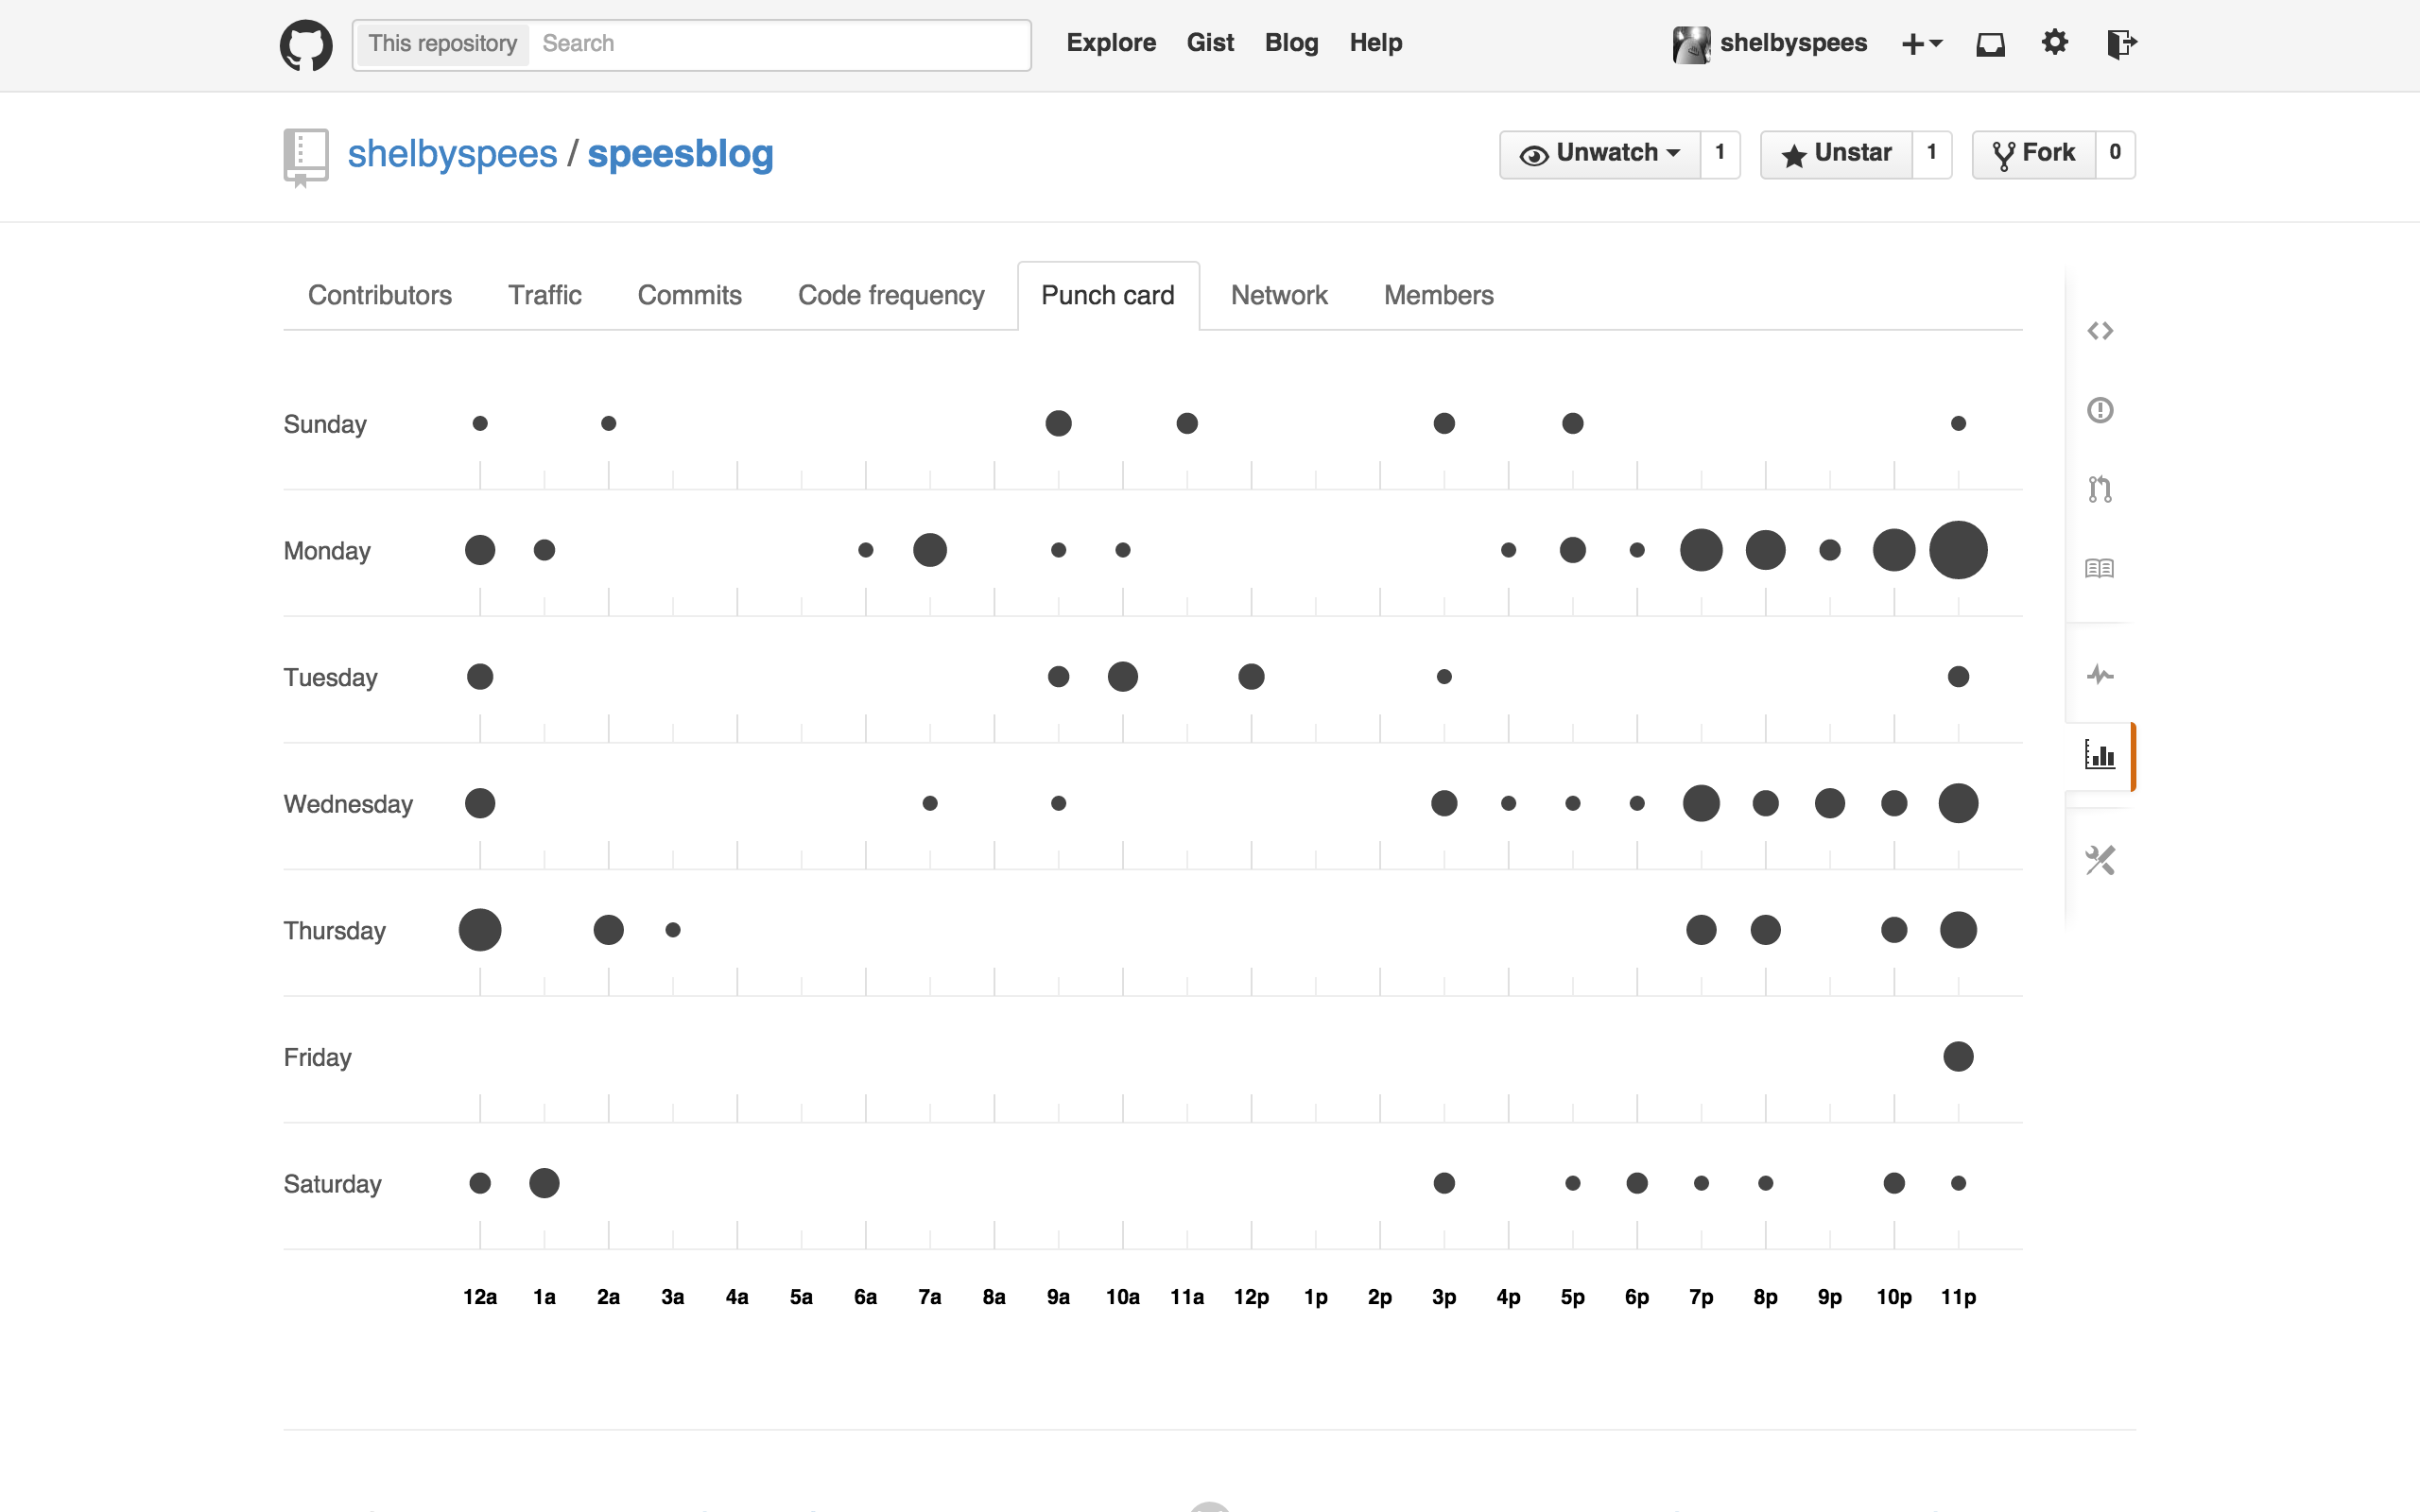 This repository Search Explore Gist Blog Help shelbyspees
shelbyspees / speesblog Unwatch 1 Unstar 1 Fork 0
Contributors Traffic Commits Code frequency Punch card Network Members
Sunday
Monday
Tuesday
Wednesday
Thursday
Friday
Saturday
12a 1a 2a 3a 4a 5a 6a 7a 8a 9a 10a 11a 12p 1p 2p 3p 4p 5p 6p 7p 8p 9p 10p 11p